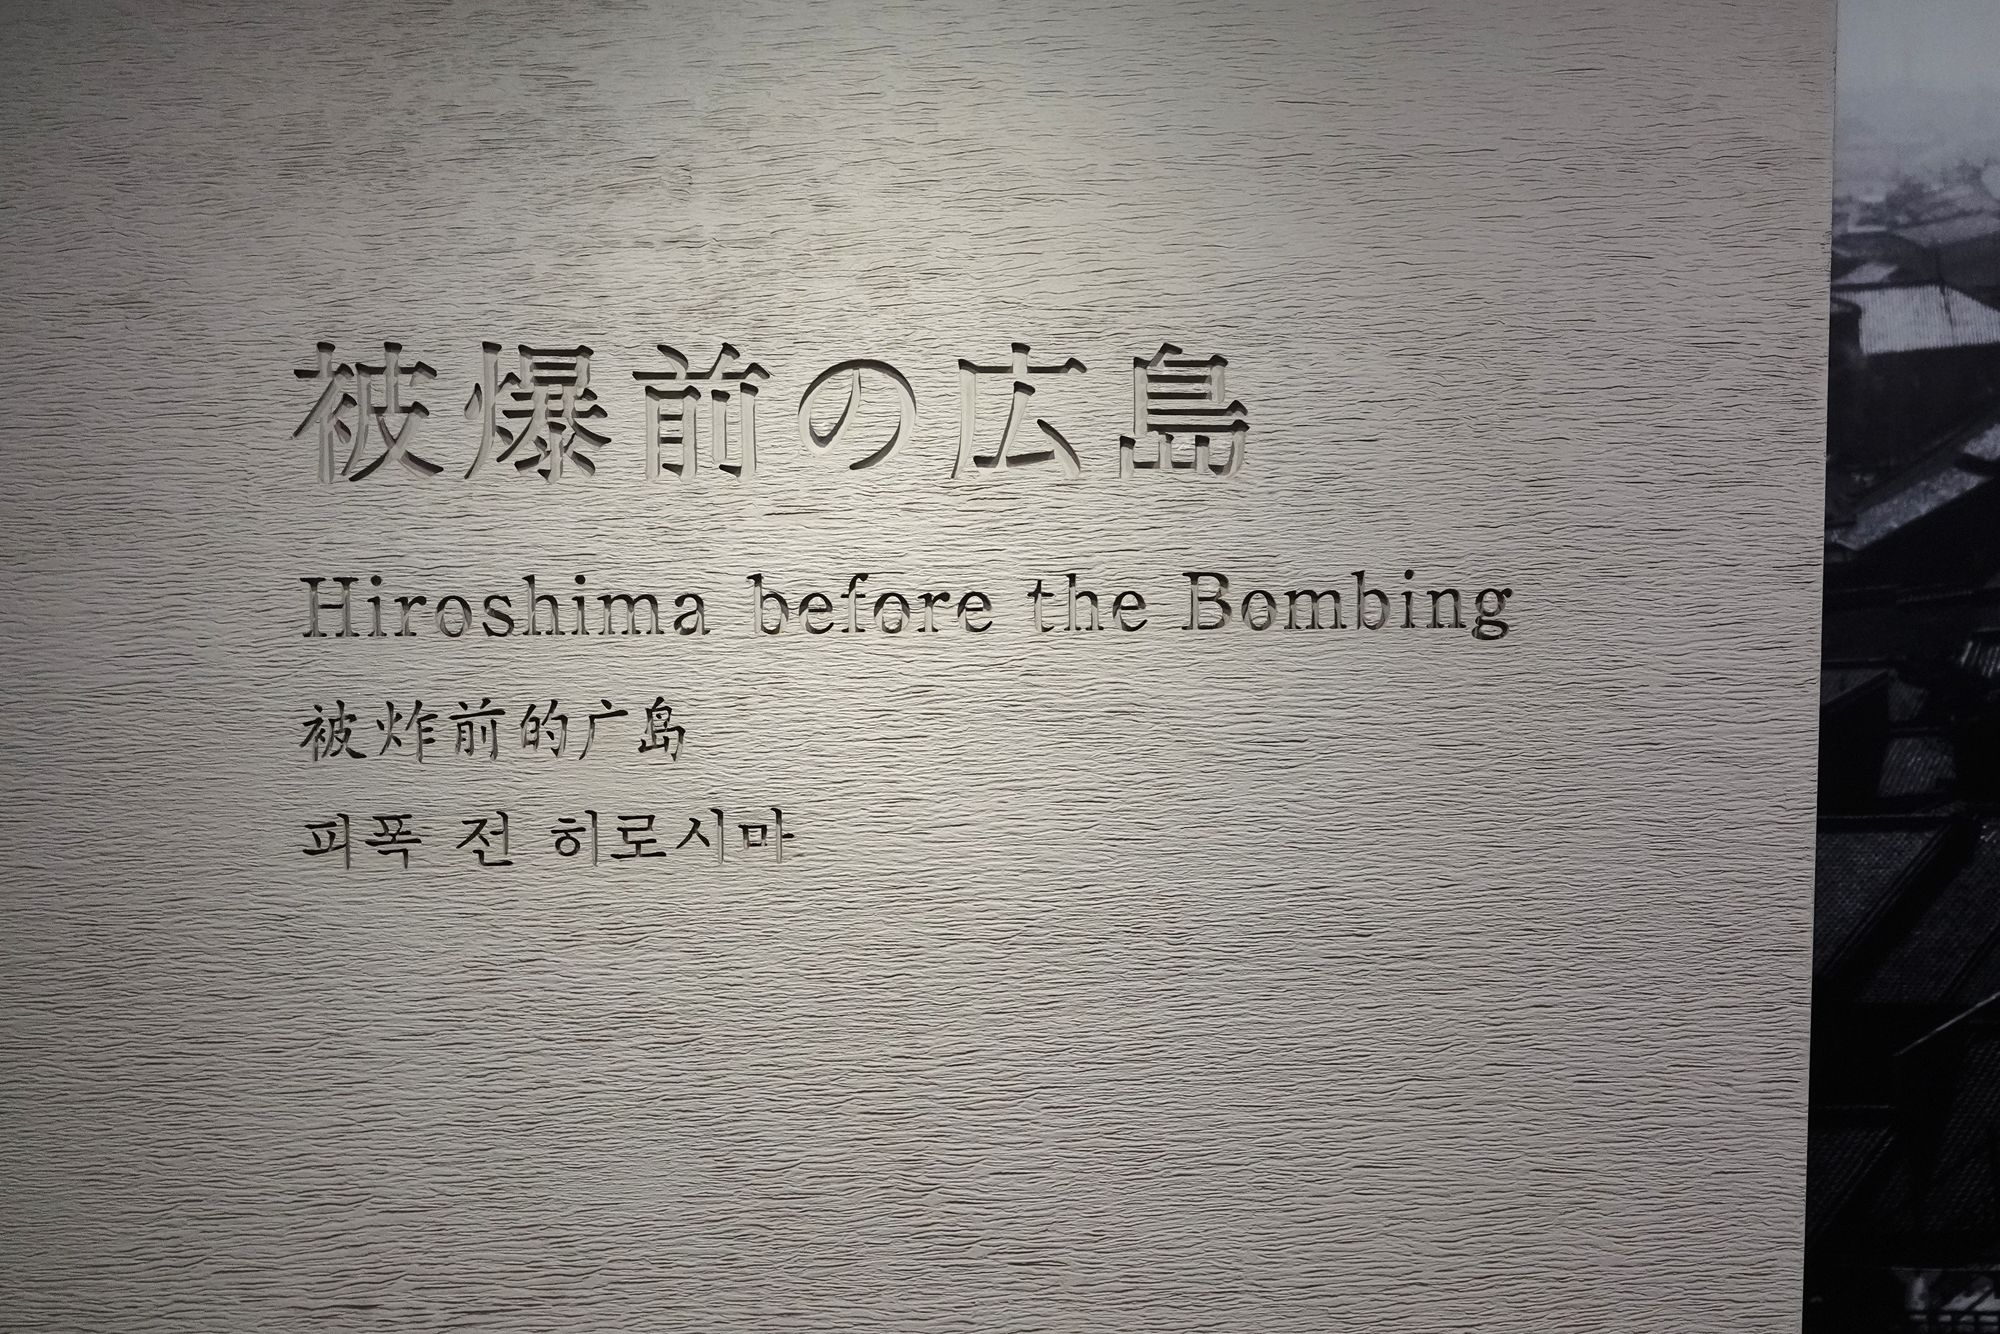 被爆前の広島
Hiroshima before the Bombing
被炸前的广岛
피폭 전 히로시마